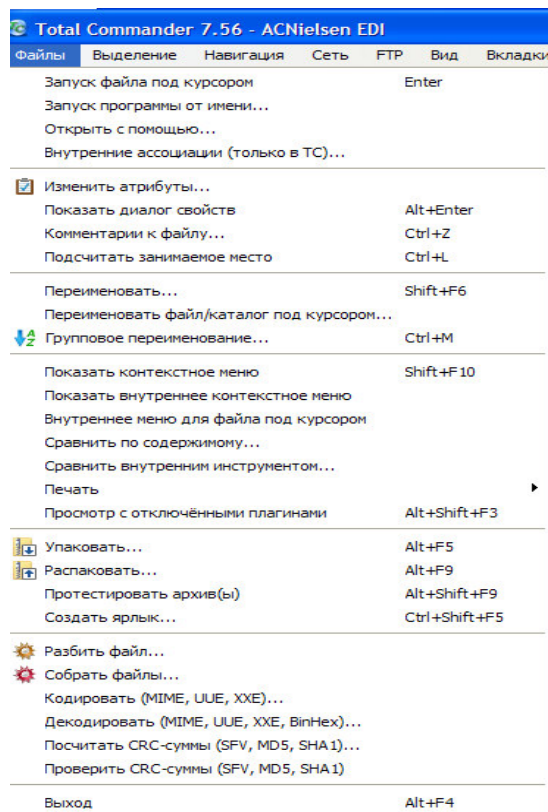 Total Commander 7.56 - ACNielsen EDI
Файлы Выделение Навигация Сеть FTP Вид Вкладки
Запуск файла под курсором Enter
Запуск программы от имени...
Открыть с помощью...
Внутренние ассоциации (только в TC)...
Изменить атрибуты...
Показать диалог свойств Alt+Enter
Комментарии к файлу... Ctrl+Z
Подсчитать занимаемое место Ctrl+L
Переименовать... Shift+F6
Переименовать файл/каталог под курсором...
Групповое переименование... Ctrl+M
Показать контекстное меню Shift+F10
Показать внутреннее контекстное меню
Внутреннее меню для файла под курсором
Сравнить по содержимому...
Сравнить внутренним инструментом...
Печать
Просмотр с отключёнными плагинами Alt+Shift+F3
Упаковать... Alt+F5
Распаковать... Alt+F9
Протестировать архив(ы) Alt+Shift+F9
Создать ярлык... Ctrl+Shift+F5
Разбить файл...
Собрать файлы...
Кодировать (MIME, UUE, XXE)...
Декодировать (MIME, UUE, XXE, BinHex)...
Посчитать CRC-суммы (SFV, MD5, SHA1)...
Проверить CRC-суммы (SFV, MD5, SHA1)
Выход Alt+F4